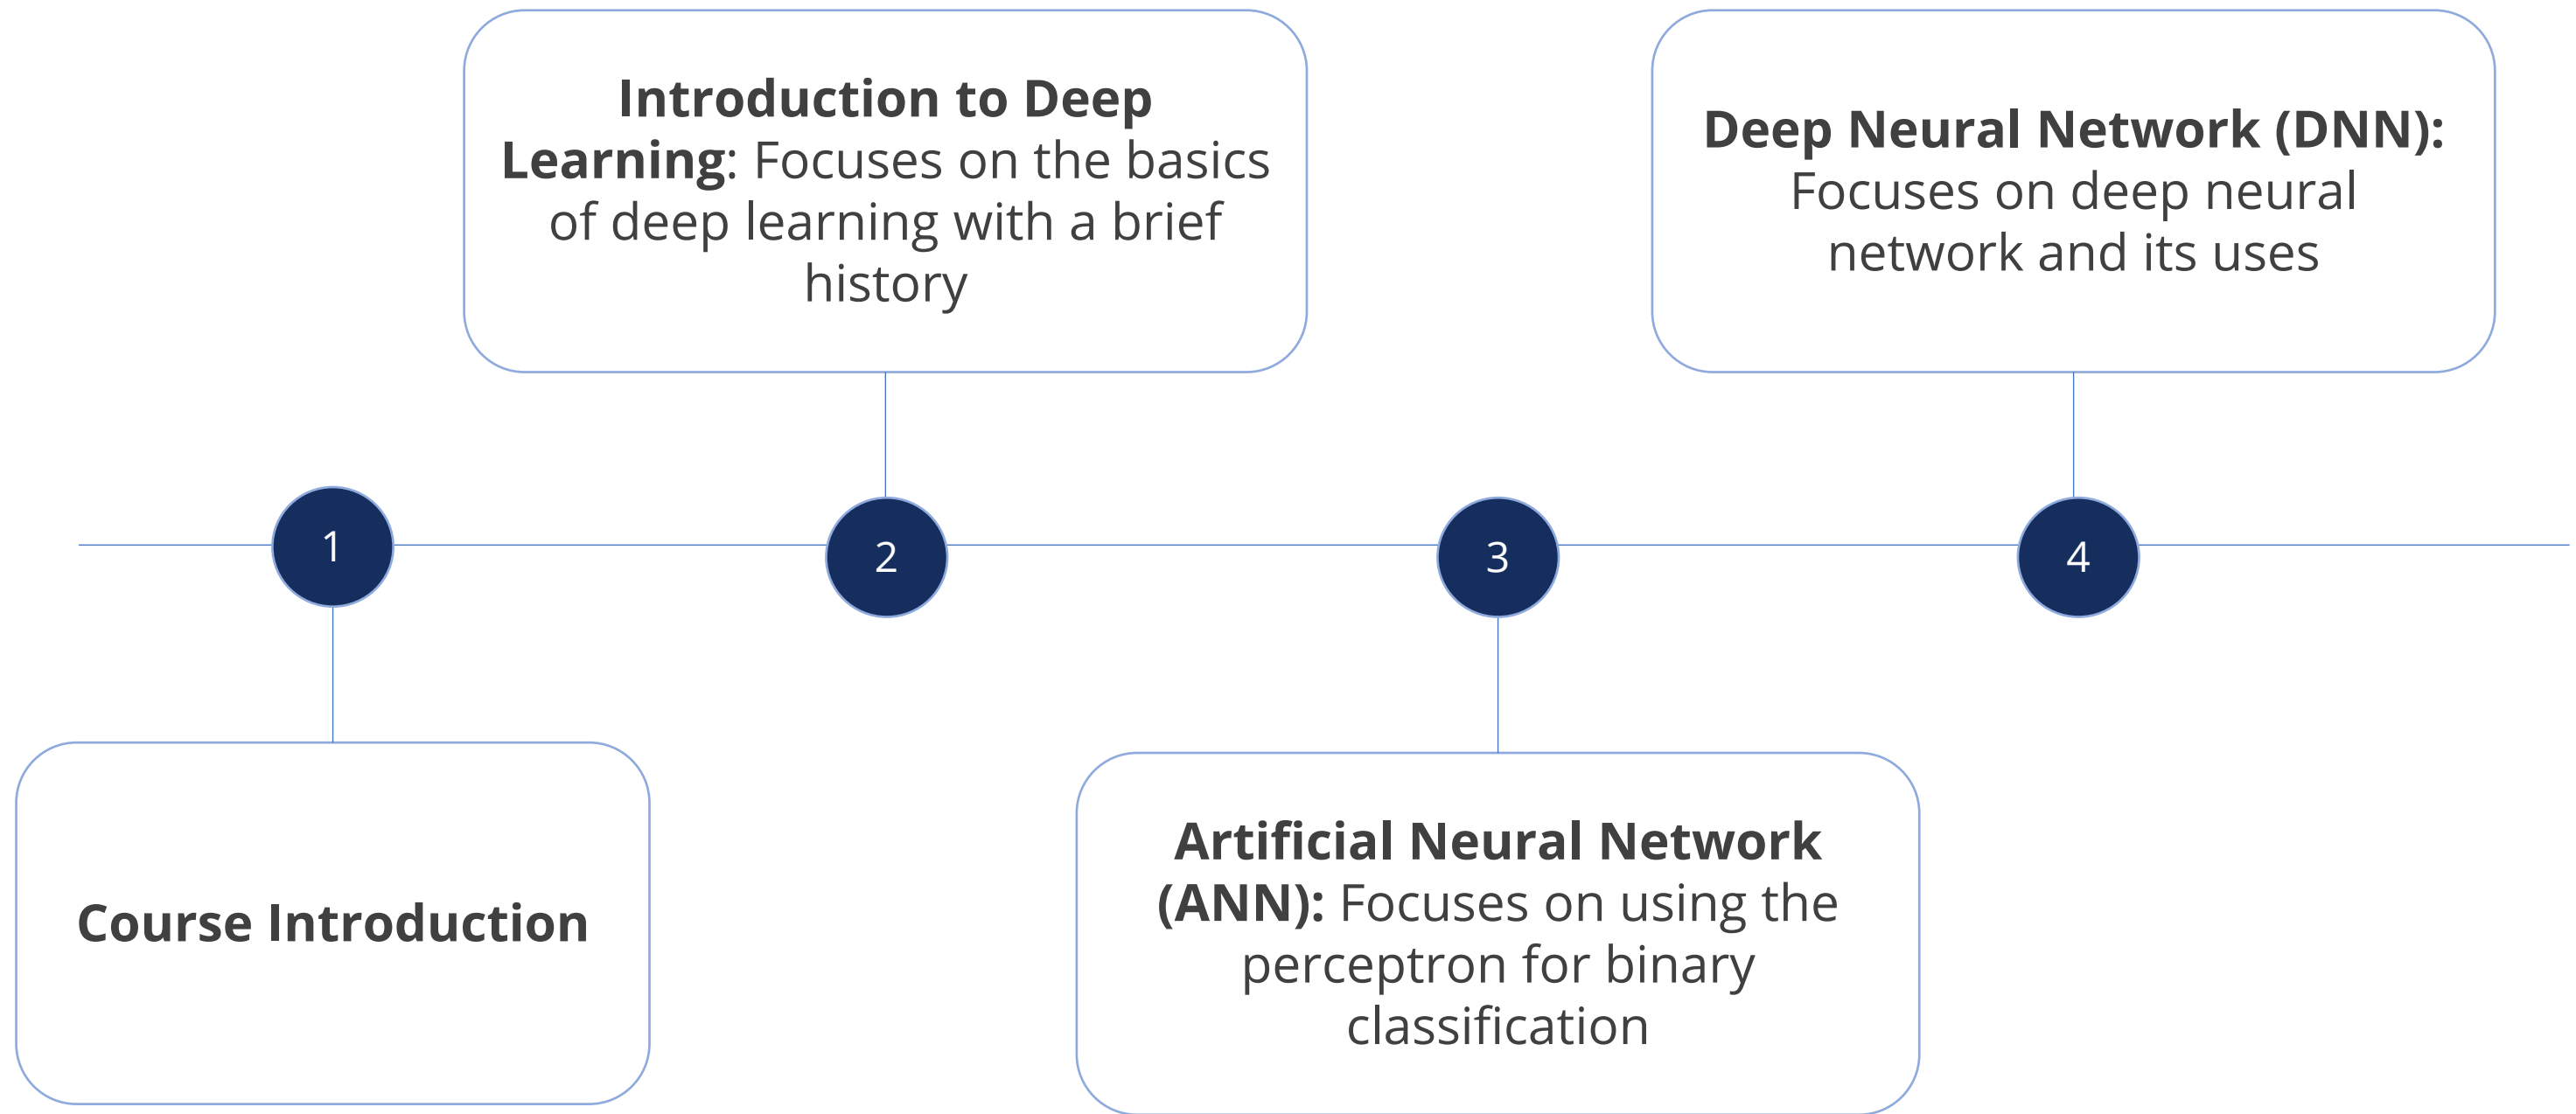 Introduction to Deep
Learning: Focuses on the basics
of deep learning with a brief
history
Deep Neural Network (DNN):
Focuses on deep neural
network and its uses
1
2
3
4
Course Introduction
Artificial Neural Network
(ANN): Focuses on using the
perceptron for binary
classification